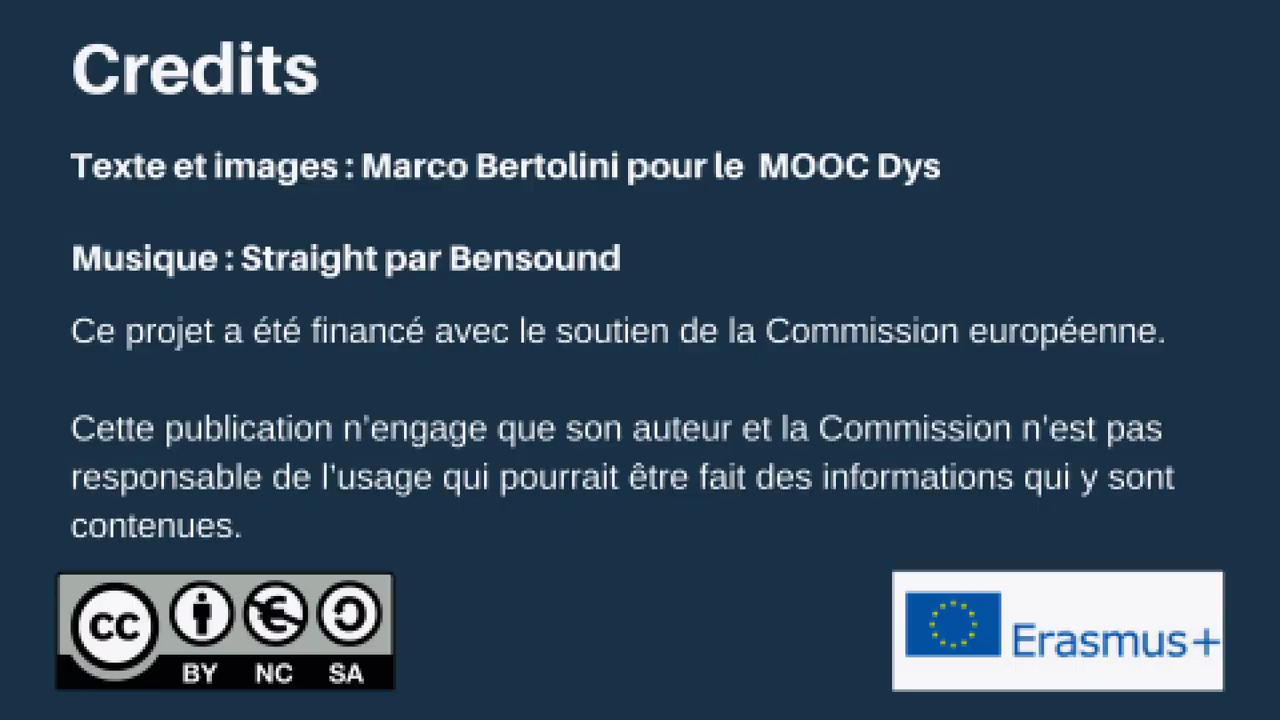 Credits
Texte et images : Marco Bertolini pour le MOOC Dys
Musique : Straight par Bensound
Ce projet a été financé avec le soutien de la Commission européenne.
Cette publication n'engage que son auteur et la Commission n'est pas
responsable de l'usage qui pourrait être fait des informations qui y sont
contenues.
CC
BY NC SA
Erasmus+